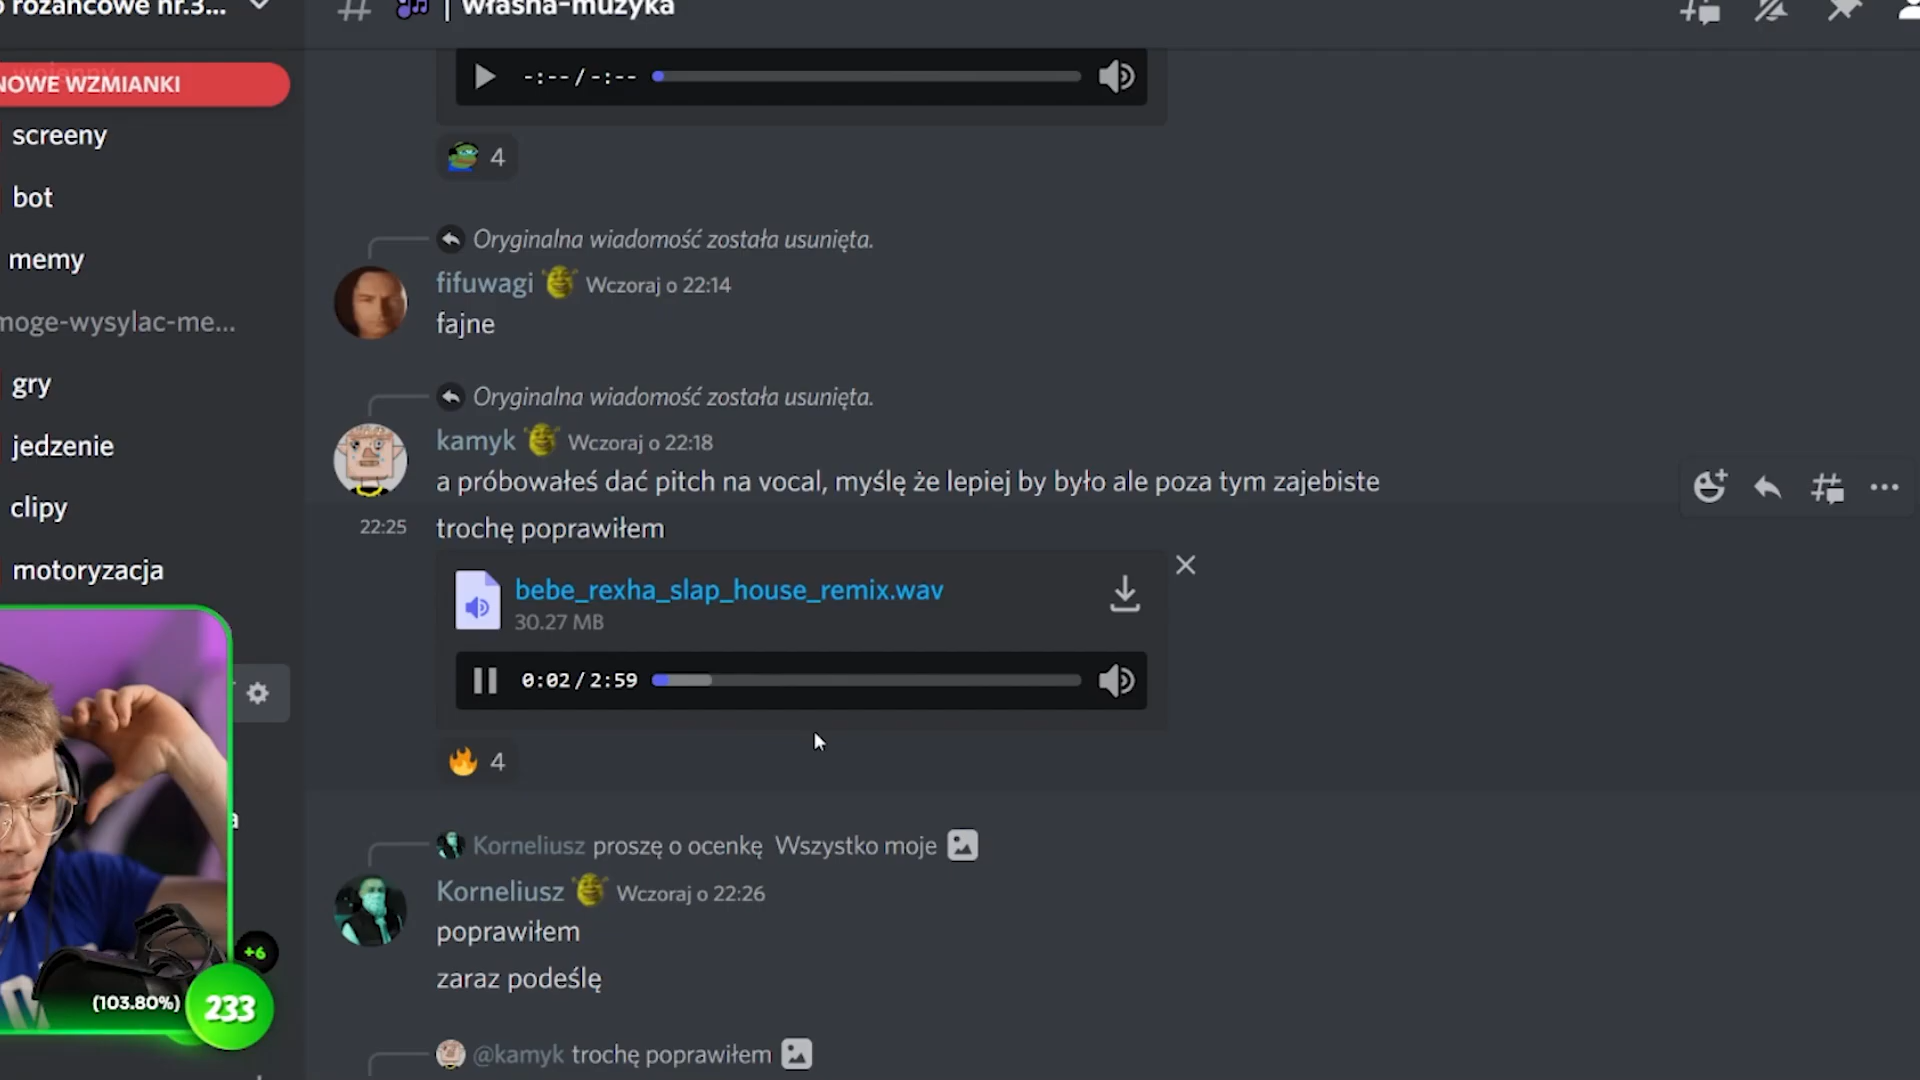 różańcowe nr.3...
| własna-muzyka
NOWE WZMIANKI
screeny
bot
memy
moge-wysylac-me...
gry
jedzenie
clipy
motoryzacja
-:-- / -:--
4
Oryginalna wiadomość została usunięta.
fifuwagi Wczoraj o 22:14
fajne
Oryginalna wiadomość została usunięta.
kamyk Wczoraj o 22:18
a próbowałeś dać pitch na vocal, myślę że lepiej by było ale poza tym zajebiste
22:25 trochę poprawiłem
bebe_rexha_slap_house_remix.wav
30.27 MB
0:02 / 2:59
4
Korneliusz proszę o ocenkę Wszystko moje
Korneliusz Wczoraj o 22:26
poprawiłem
zaraz podeślę
@kamyk trochę poprawiłem
+6
(103.80%) 233